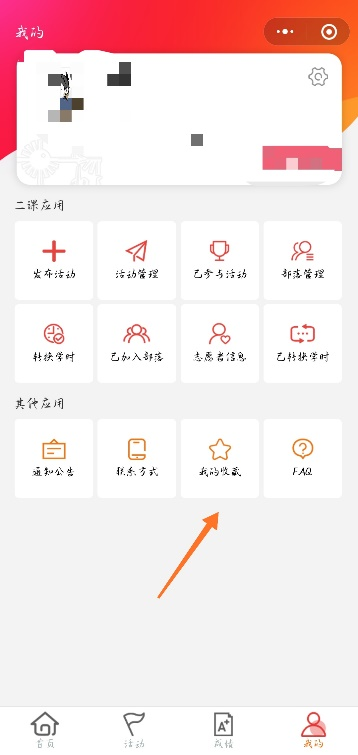 我的
二课应用
发布活动 活动管理 已参与活动 部落管理
转换学时 已加入部落 志愿者信息 已转换学时
其他应用
通知公告 联系方式 我的收藏 FAQ
首页 活动 成绩 我的